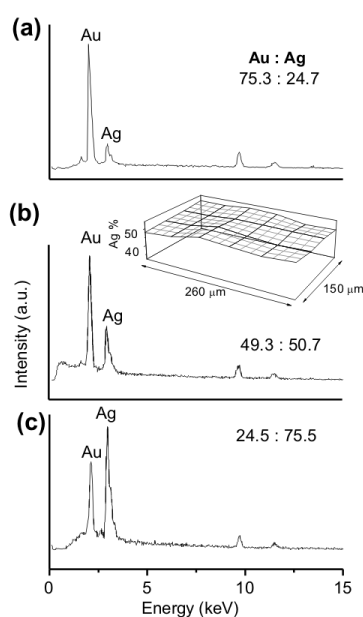 (a)
Au
Au : Ag
75.3 : 24.7
Ag
(b)
Au
Ag %
50
40
260 μm
150 μm
Ag
49.3 : 50.7
Intensity (a.u.)
(c)
Ag
Au
24.5 : 75.5
0 5 10 15
Energy (keV)